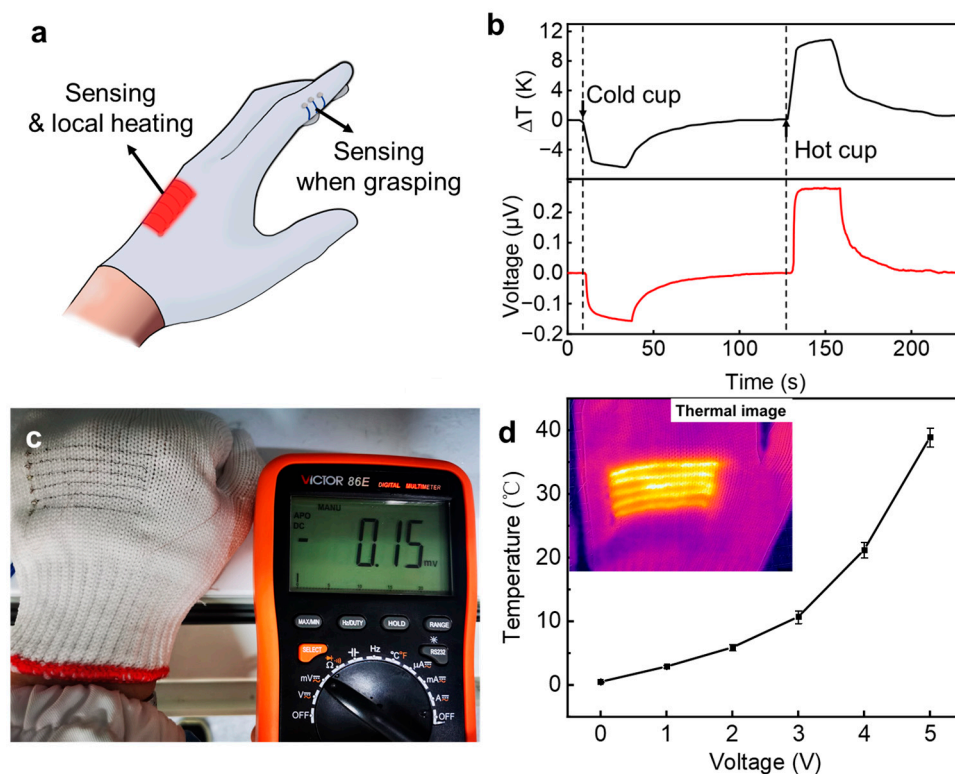 a
Sensing
& local heating
Sensing
when grasping
b
12
8
4
0
−4
ΔT (K)
Cold cup
Hot cup
0.2
0.1
0.0
−0.1
−0.2
Voltage (μV)
0
50
100
150
200
Time (s)
c
VICTOR 86E
DIGITAL MULTIMETER
MANU
APO
DC
-0.15
mV
MAX/MIN
Hz/DUTY
HOLD
RANGE
SELECT
RS232
Hz
°C°F
Ω
μA
mV
mA
V
A
OFF
OFF
d
Thermal image
40
30
20
10
0
Temperature (℃)
0
1
2
3
4
5
Voltage (V)